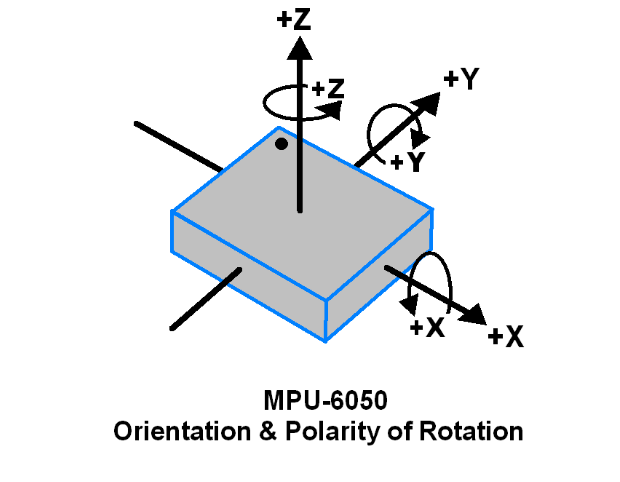 +Z
+Z
+Y
+Y
+X
+X
MPU-6050
Orientation & Polarity of Rotation